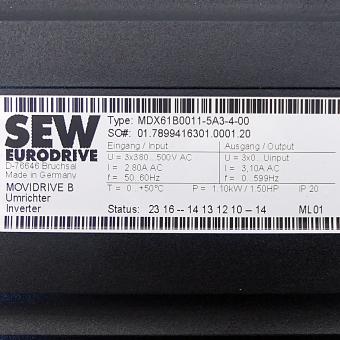 SEW
EURODRIVE
D-76646 Bruchsal
Made in Germany
MOVIDRIVE B
Umrichter
Inverter
Type: MDX61B0011-5A3-4-00
SO#: 01.7899416301.0001.20
Eingang / Input
U = 3x380...500V AC
I = 2.80A AC
f = 50..60Hz
T = 0...+50°C
Ausgang / Output
U = 3x0...Uinput
I = 3,10A AC
f = 0...599Hz
P = 1.10kW / 1.50HP
IP 20
Status: 23 16 -- 14 13 12 10 – 14
ML01